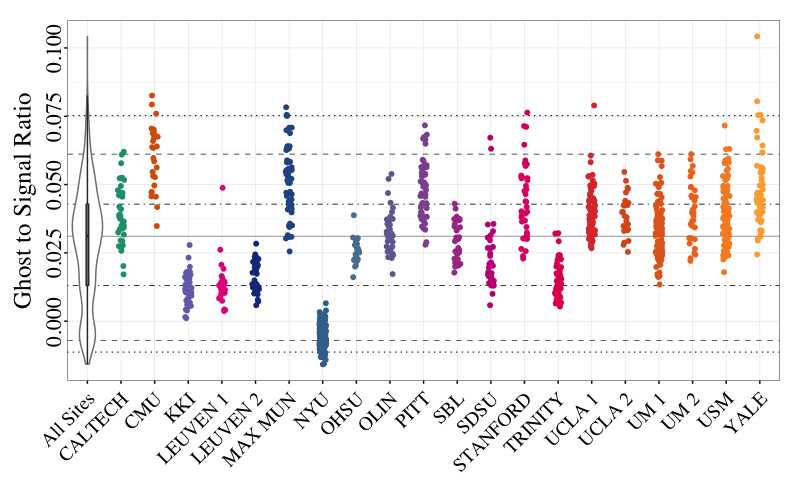 Ghost to Signal Ratio
0.100
0.075
0.050
0.025
0.000
All Sites
CALTECH
CMU
KKI
LEUVEN 1
LEUVEN 2
MAX MUN
NYU
OHSU
OLIN
PITT
SBL
SDSU
STANFORD
TRINITY
UCLA 1
UCLA 2
UM 1
UM 2
USM
YALE